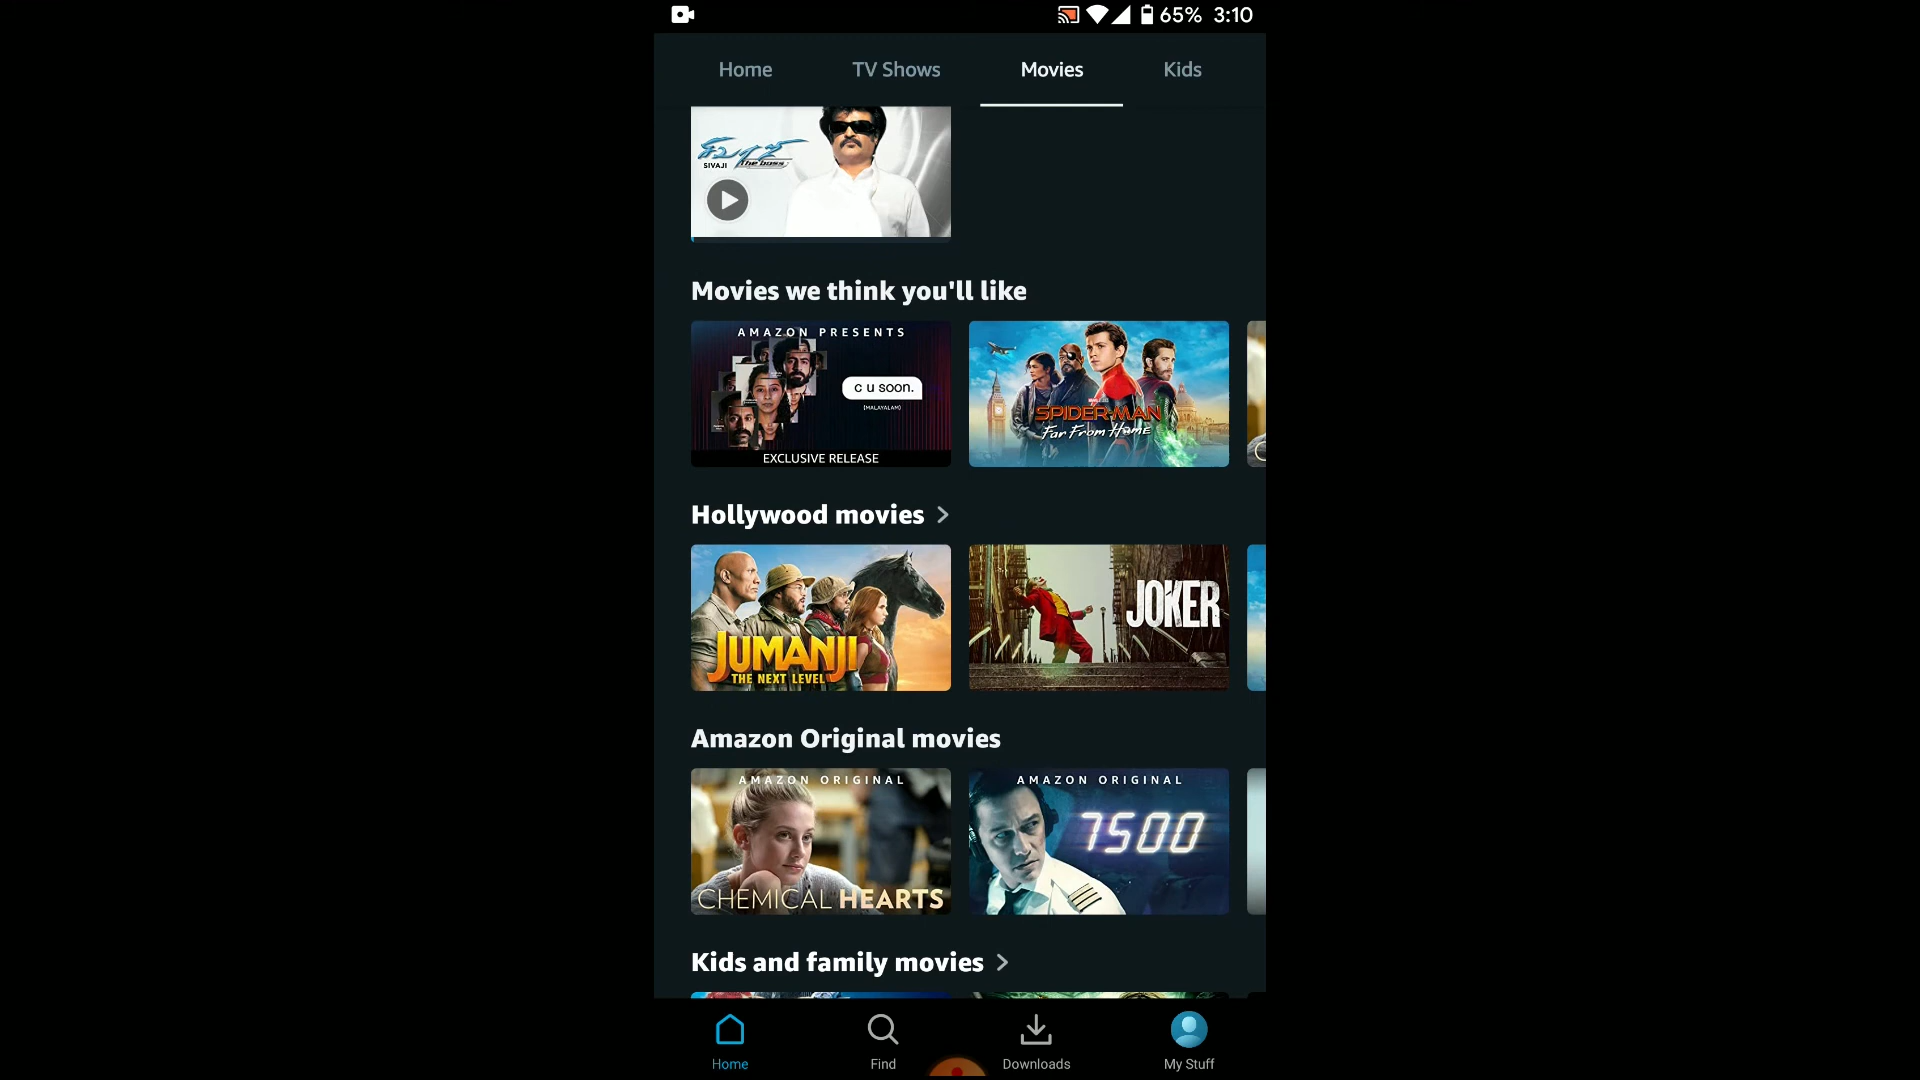 65% 3:10
Home TV Shows Movies Kids
சிவாஜி
SIVAJI The Boss
Movies we think you'll like
AMAZON PRESENTS
c u soon.
(MALAYALAM)
EXCLUSIVE RELEASE
SPIDER-MAN
Far From Home
Hollywood movies
JUMANJI
THE NEXT LEVEL
JOKER
Amazon Original movies
AMAZON ORIGINAL
CHEMICAL HEARTS
AMAZON ORIGINAL
7500
Kids and family movies
Home Find Downloads My Stuff